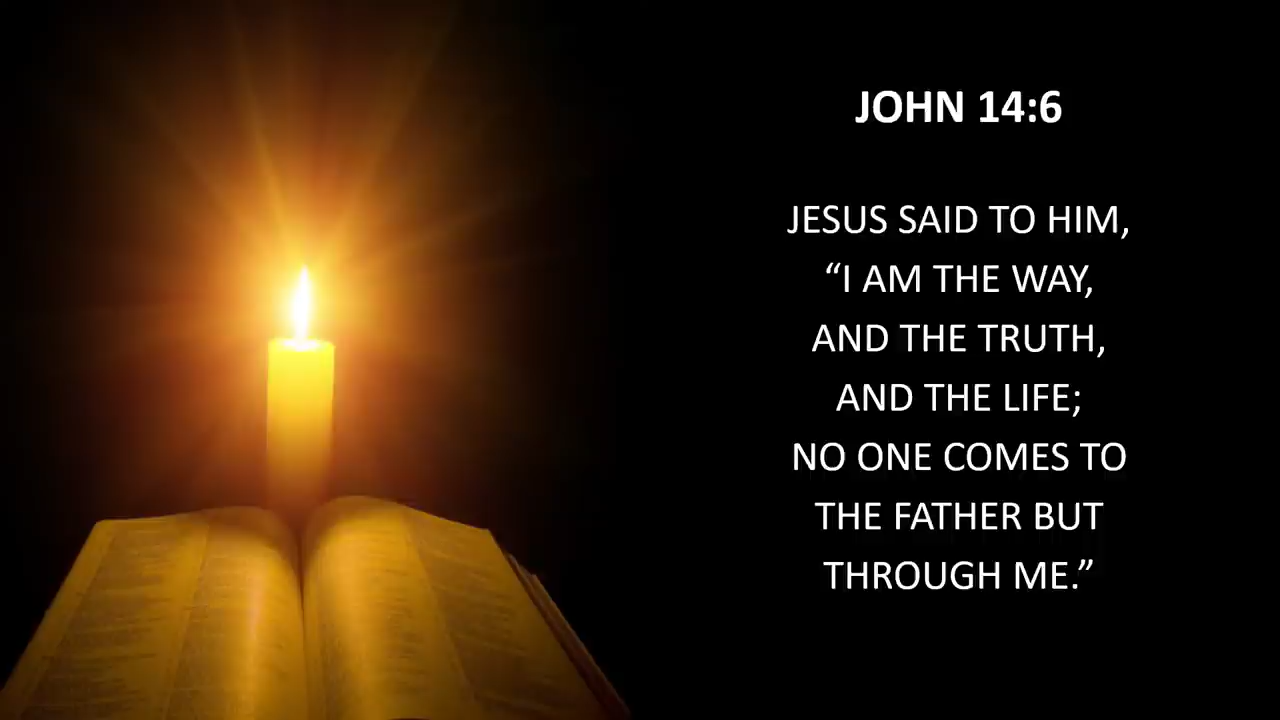 JOHN 14:6
JESUS SAID TO HIM,
“I AM THE WAY,
AND THE TRUTH,
AND THE LIFE;
NO ONE COMES TO
THE FATHER BUT
THROUGH ME.”